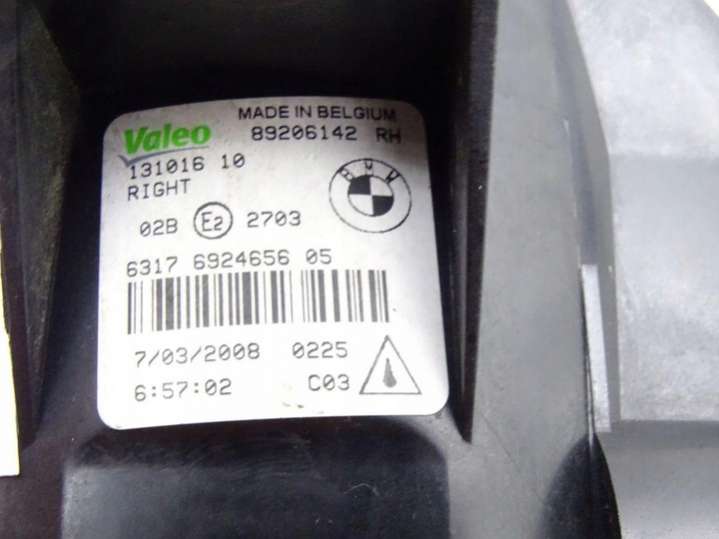 MADE IN BELGIUM
Valeo 89206142 RH
131016 10
RIGHT
BMW
02B E2 2703
6317 6924656 05
7/03/2008 0225
6:57:02 C03